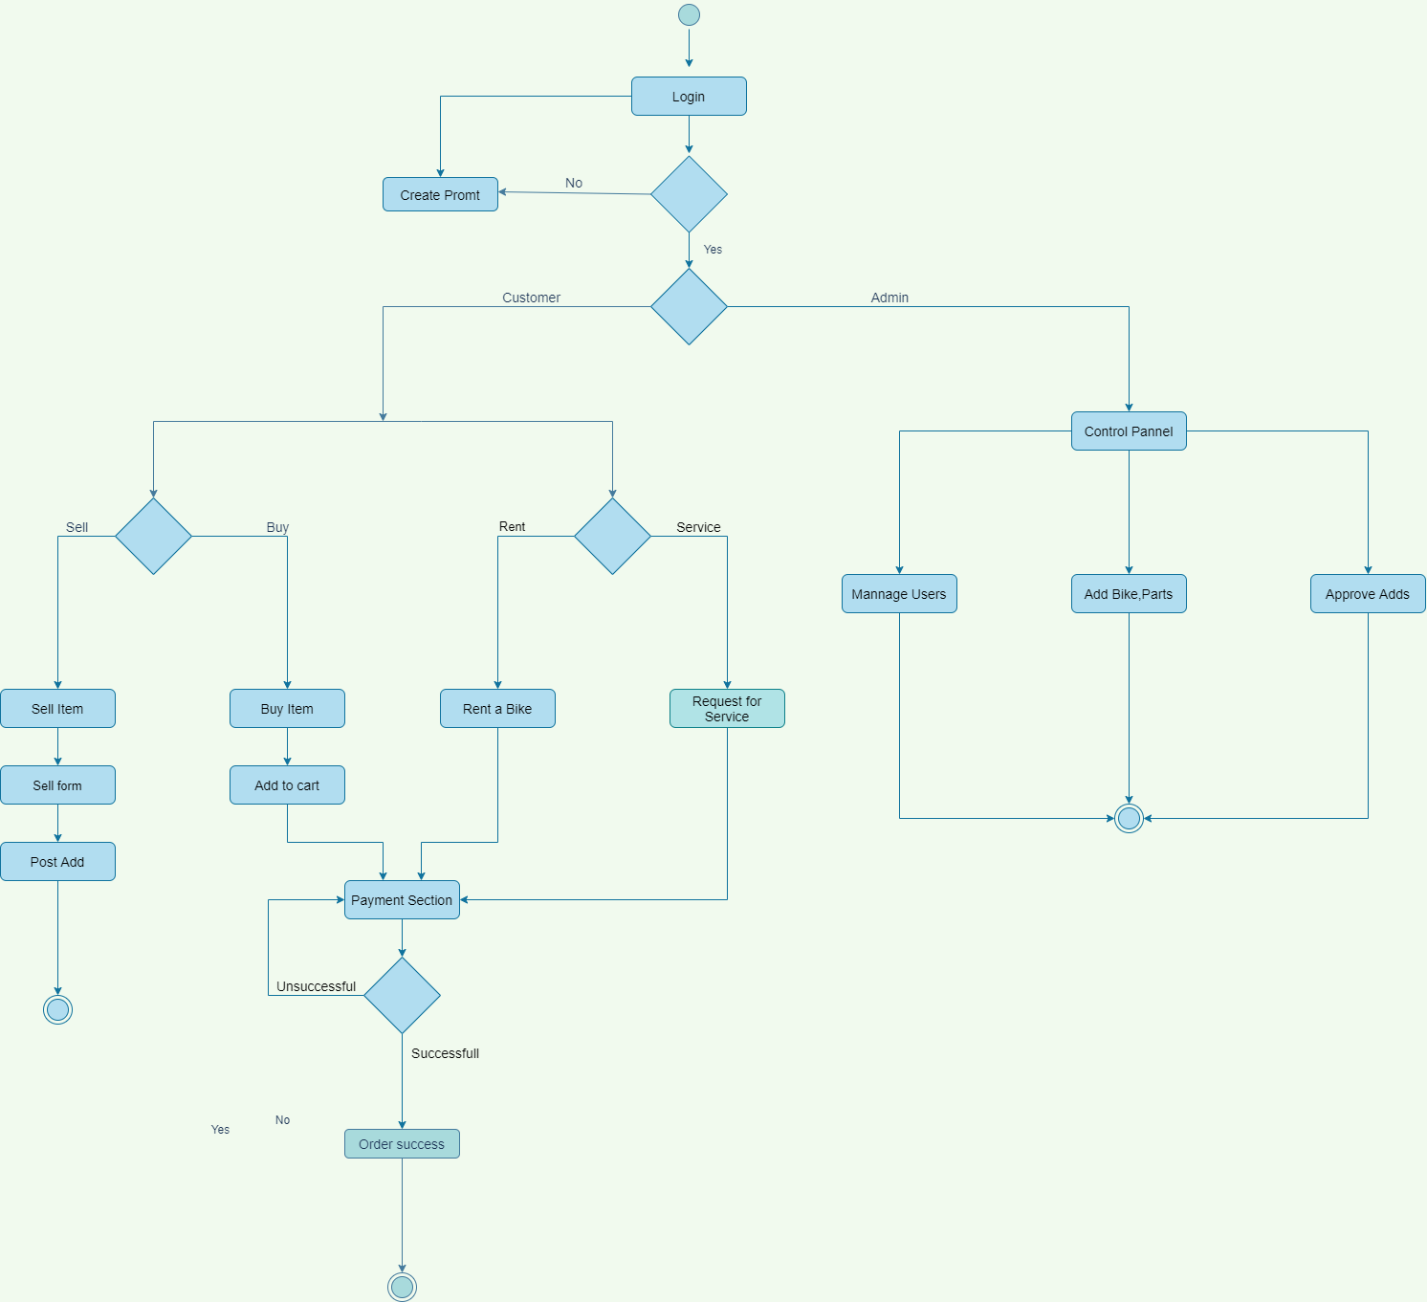 Login
No
Create Promt
Yes
Customer
Admin
Control Pannel
Sell
Buy
Rent
Service
Mannage Users
Add Bike,Parts
Approve Adds
Sell Item
Buy Item
Rent a Bike
Request for
Service
Sell form
Add to cart
Post Add
Payment Section
Unsuccessful
Successfull
Yes
No
Order success